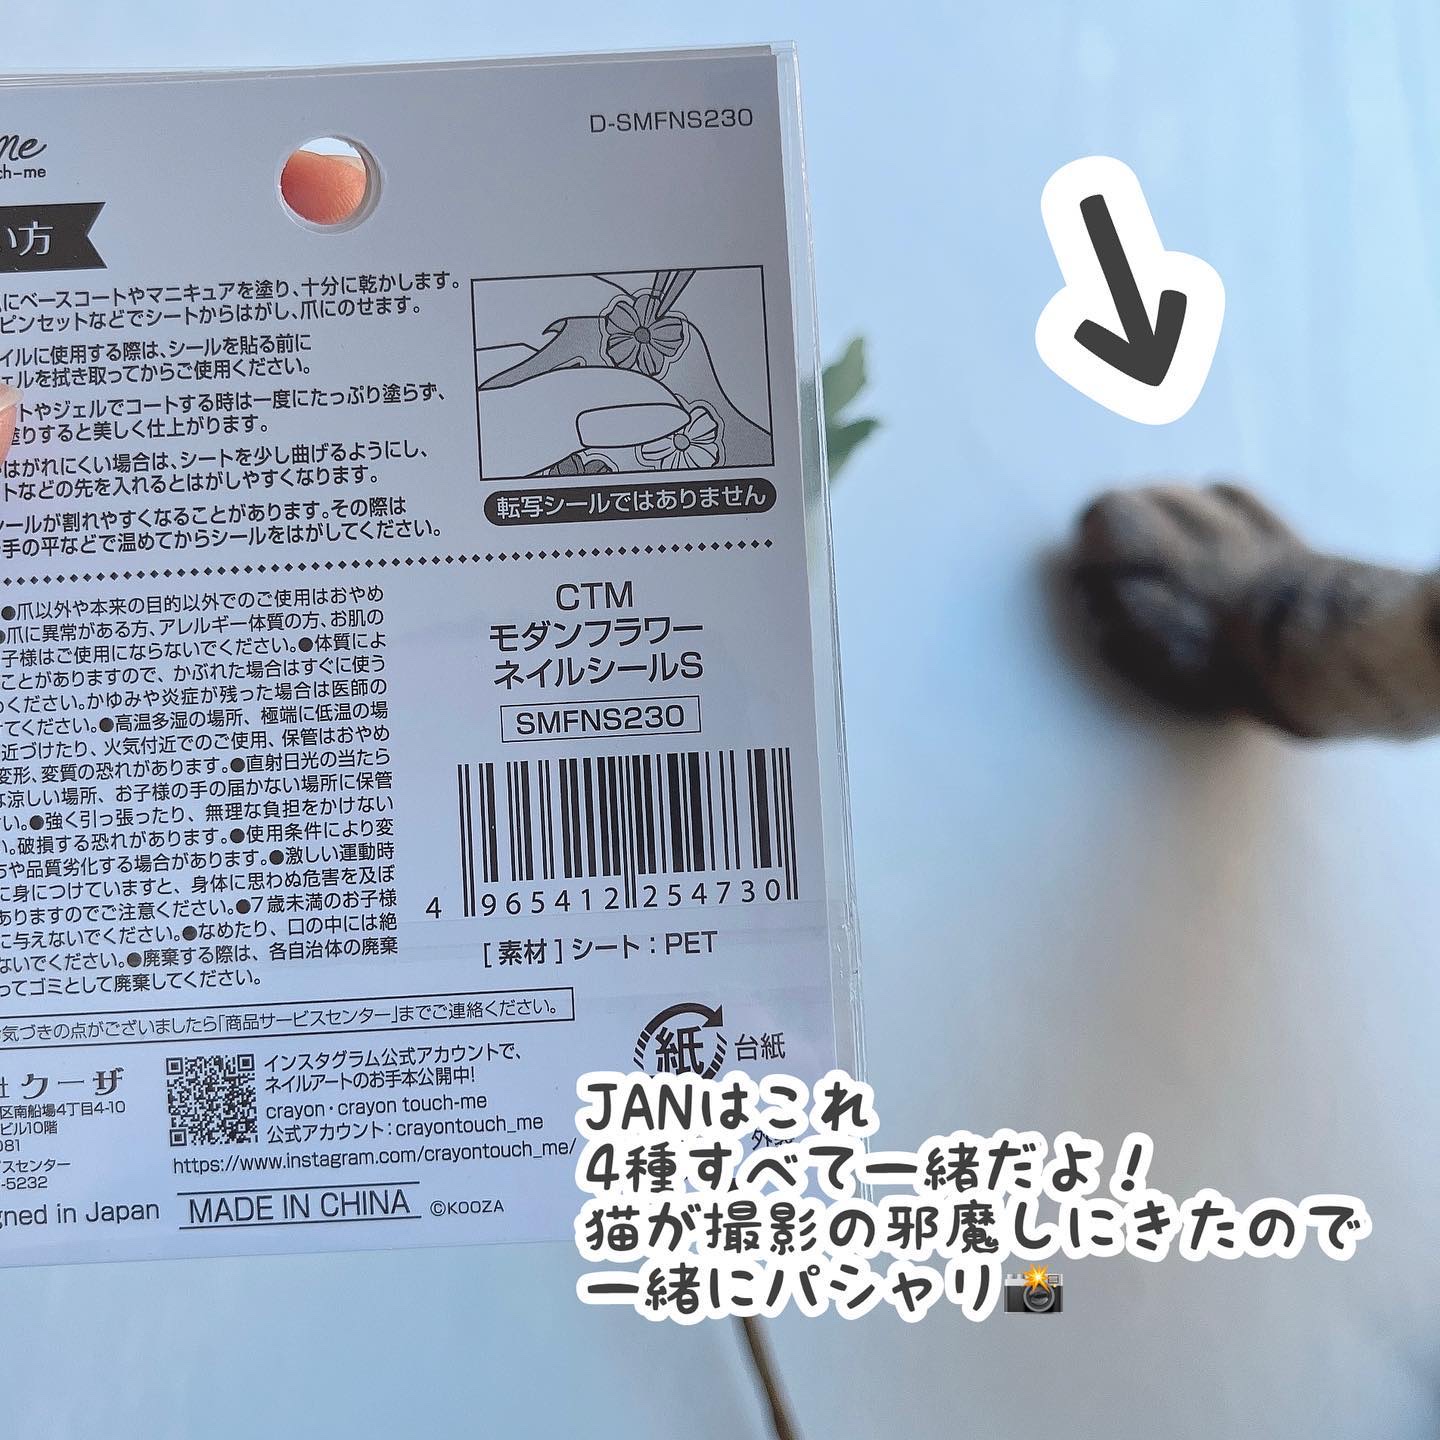 D-SMFNS230
me
ch-me
い方
にベースコートやマニキュアを塗り、十分に乾かします。
ピンセットなどでシートからはがし、爪にのせます。
イルに使用する際は、シールを貼る前に
ェルを拭き取ってからご使用ください。
トやジェルでコートする時は一度にたっぷり塗らず、
塗りすると美しく仕上がります。
はがれにくい場合は、シートを少し曲げるようにし、
トなどの先を入れるとはがしやすくなります。
シールが割れやすくなることがあります。その際は
手の平などで温めてからシールをはがしてください。
転写シールではありません
●爪以外や本来の目的以外でのご使用はおやめ
●爪に異常がある方、アレルギー体質の方、お肌の
子様はご使用にならないでください。●体質によ
ことがありますので、かぶれた場合はすぐに使う
ください。かゆみや炎症が残った場合は医師の
けてください。●高温多湿の場所、極端に低温の場
近づけたり、火気付近でのご使用、保管はおやめ
変形、変質の恐れがあります。●直射日光の当たら
な涼しい場所、お子様の手の届かない場所に保管
い。●強く引っ張ったり、無理な負担をかけない
い。破損する恐れがあります。●使用条件により変
ちや品質劣化する場合があります。●激しい運動時
に身につけていますと、身体に思わぬ危害を及ぼ
ありますのでご注意ください。●7歳未満のお子様
に与えないでください。●なめたり、口の中には絶
ないでください。●廃棄する際は、各自治体の廃棄
ってゴミとして廃棄してください。
CTM
モダンフラワー
ネイルシールS
SMFNS230
4 965412 254730
[素材]シート：PET
気づきの点がございましたら「商品サービスセンター」までご連絡ください。
紙 台紙
社 クーザ
区南船場4丁目4-10
ビル10階
081
ビスセンター
-5232
インスタグラム公式アカウントで、
ネイルアートのお手本公開中!
crayon・crayon touch-me
公式アカウント：crayontouch_me
https://www.instagram.com/crayontouch_me/
gned in Japan MADE IN CHINA ©KOOZA
JANはこれ
4種すべて一緒だよ！
猫が撮影の邪魔しにきたので
一緒にパシャリ📸